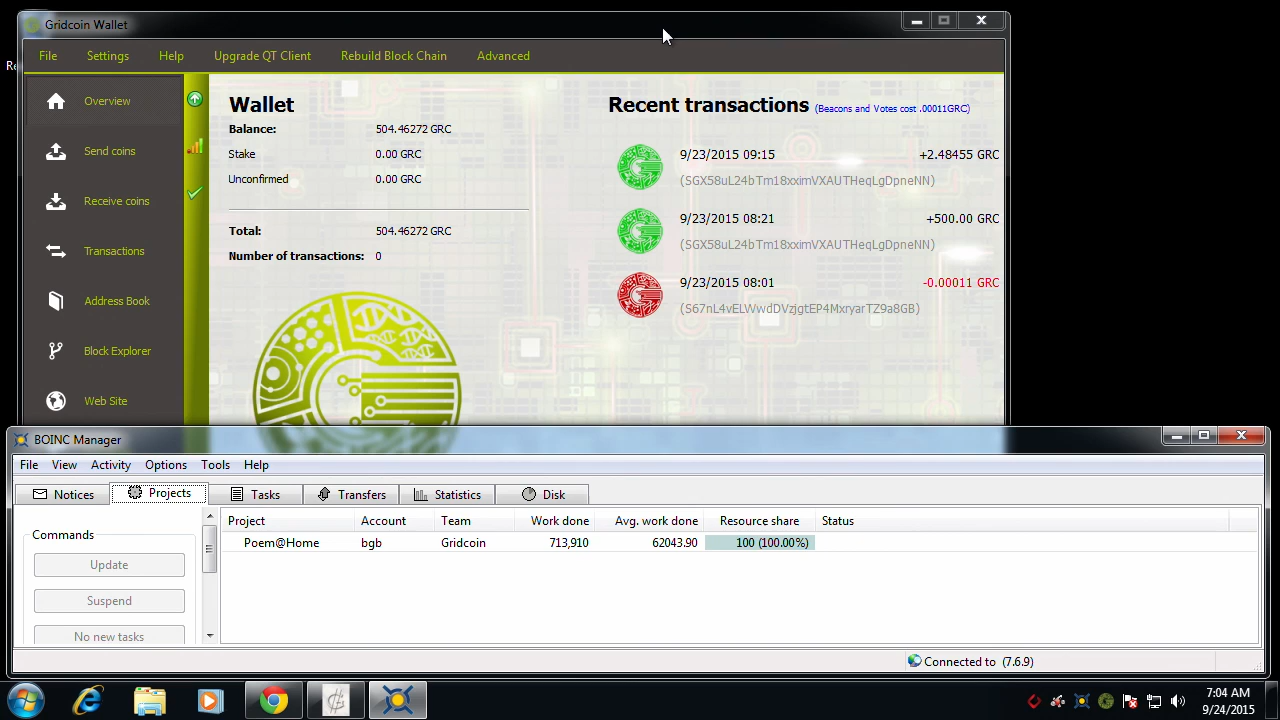 Gridcoin Wallet
File Settings Help Upgrade QT Client Rebuild Block Chain Advanced
Re
Overview
Send coins
Receive coins
Transactions
Address Book
Block Explorer
Web Site
Wallet
Balance: 504.46272 GRC
Stake 0.00 GRC
Unconfirmed 0.00 GRC
Total: 504.46272 GRC
Number of transactions: 0
Recent transactions (Beacons and Votes cost .00011GRC)
9/23/2015 09:15 +2.48455 GRC
(SGX58uL24bTm18xximVXAUTHeqLgDpneNN)
9/23/2015 08:21 +500.00 GRC
(SGX58uL24bTm18xximVXAUTHeqLgDpneNN)
9/23/2015 08:01 -0.00011 GRC
(S67nL4vELWwdDVzjgtEP4MxryarTZ9a8GB)
BOINC Manager
File View Activity Options Tools Help
Notices Projects Tasks Transfers Statistics Disk
Commands
Update
Suspend
No new tasks
Project Account Team Work done Avg. work done Resource share Status
Poem@Home bgb Gridcoin 713,910 62043.90 100 (100.00%)
Connected to (7.6.9)
7:04 AM
9/24/2015